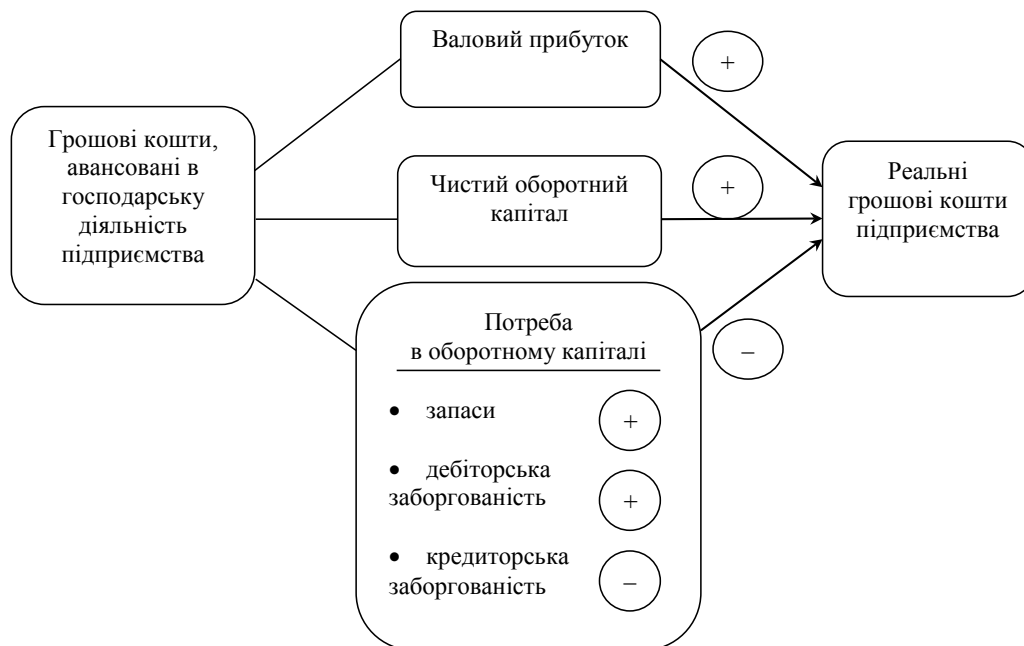 Валовий прибуток
+
Грошові кошти,
авансовані в
господарську
діяльність
підприємства
Чистий оборотний
капітал
+
Реальні
грошові кошти
підприємства
Потреба
в оборотному капіталі
–
• запаси
+
• дебіторська
заборгованість
+
• кредиторська
заборгованість
–